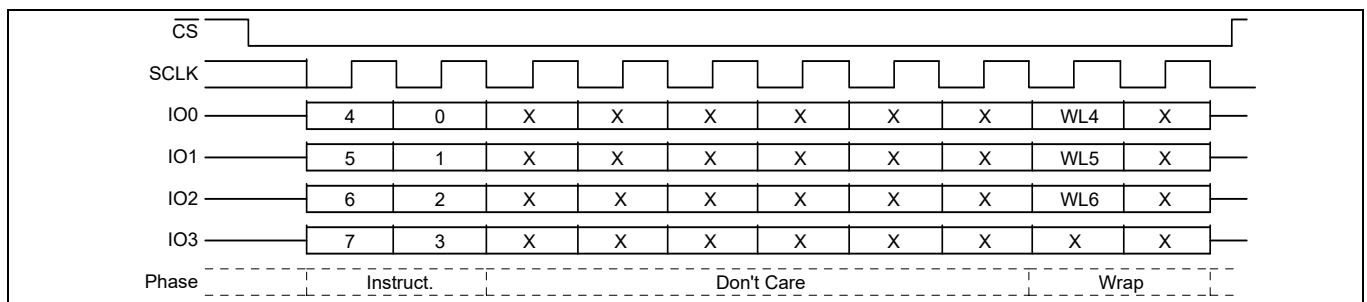 CS
SCLK
IO0 4 0 X X X X X X WL4 X
IO1 5 1 X X X X X X WL5 X
IO2 6 2 X X X X X X WL6 X
IO3 7 3 X X X X X X X X
Phase Instruct. Don't Care Wrap